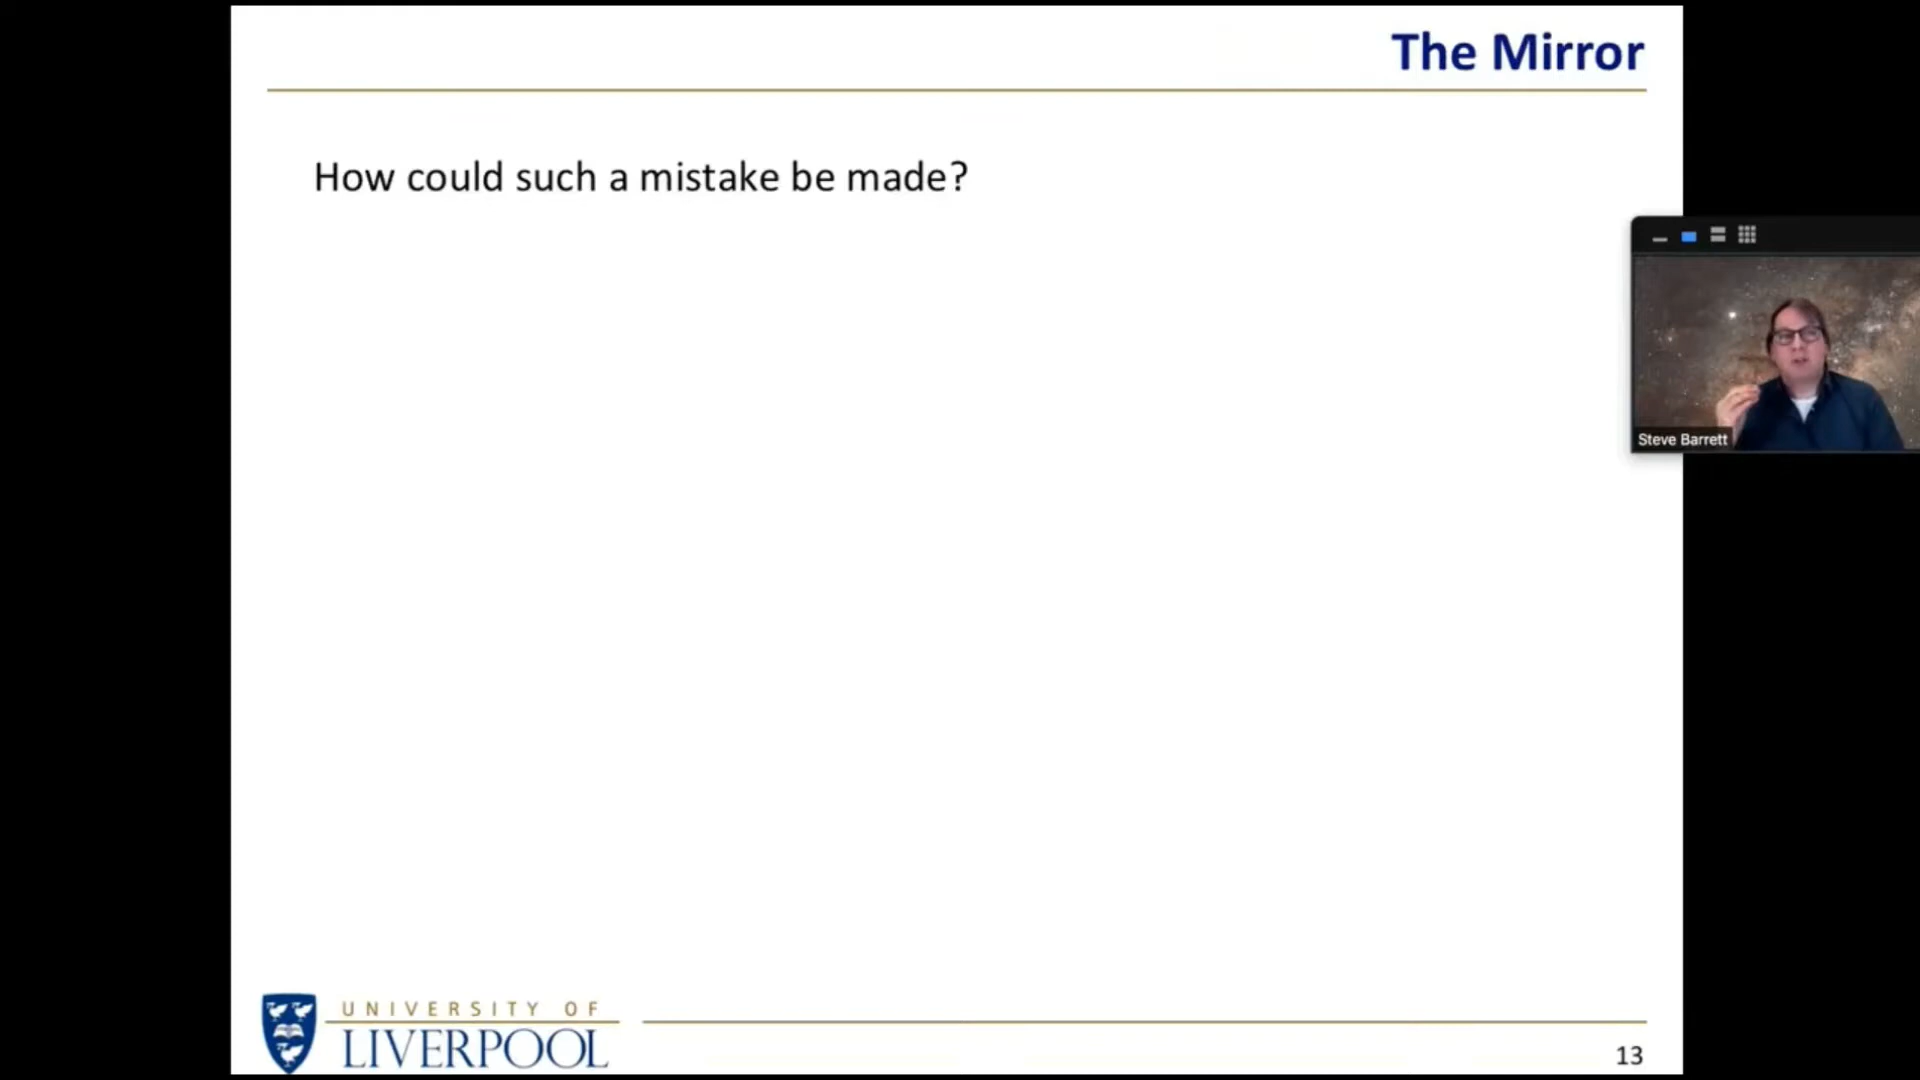 The Mirror
How could such a mistake be made?
Steve Barrett
UNIVERSITY OF
LIVERPOOL
13